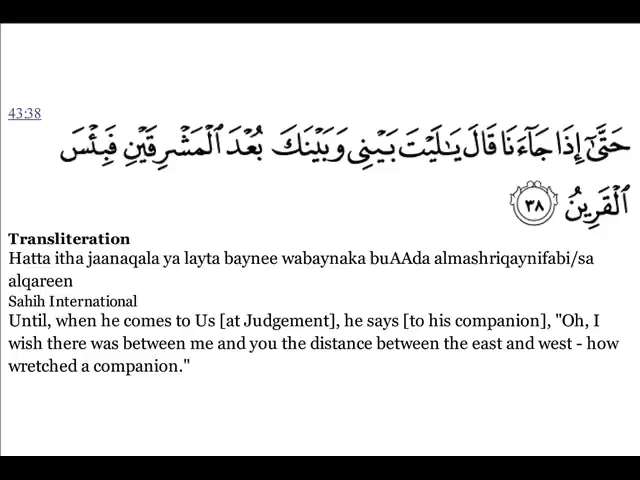 43:38
حَتَّىٰٓ إِذَا جَآءَنَا قَالَ يَـٰلَيْتَ بَيْنِى وَبَيْنَكَ بُعْدَ ٱلْمَشْرِقَيْنِ فَبِئْسَ
ٱلْقَرِينُ ٣٨
Transliteration
Hatta itha jaanaqala ya layta baynee wabaynaka buAAda almashriqaynifabi/sa
alqareen
Sahih International
Until, when he comes to Us [at Judgement], he says [to his companion], "Oh, I
wish there was between me and you the distance between the east and west - how
wretched a companion."